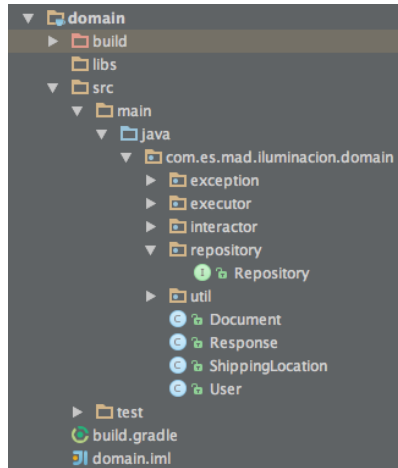 domain
build
libs
src
main
java
com.es.mad.iluminacion.domain
exception
executor
interactor
repository
I Repository
util
C Document
C Response
C ShippingLocation
C User
test
build.gradle
domain.iml